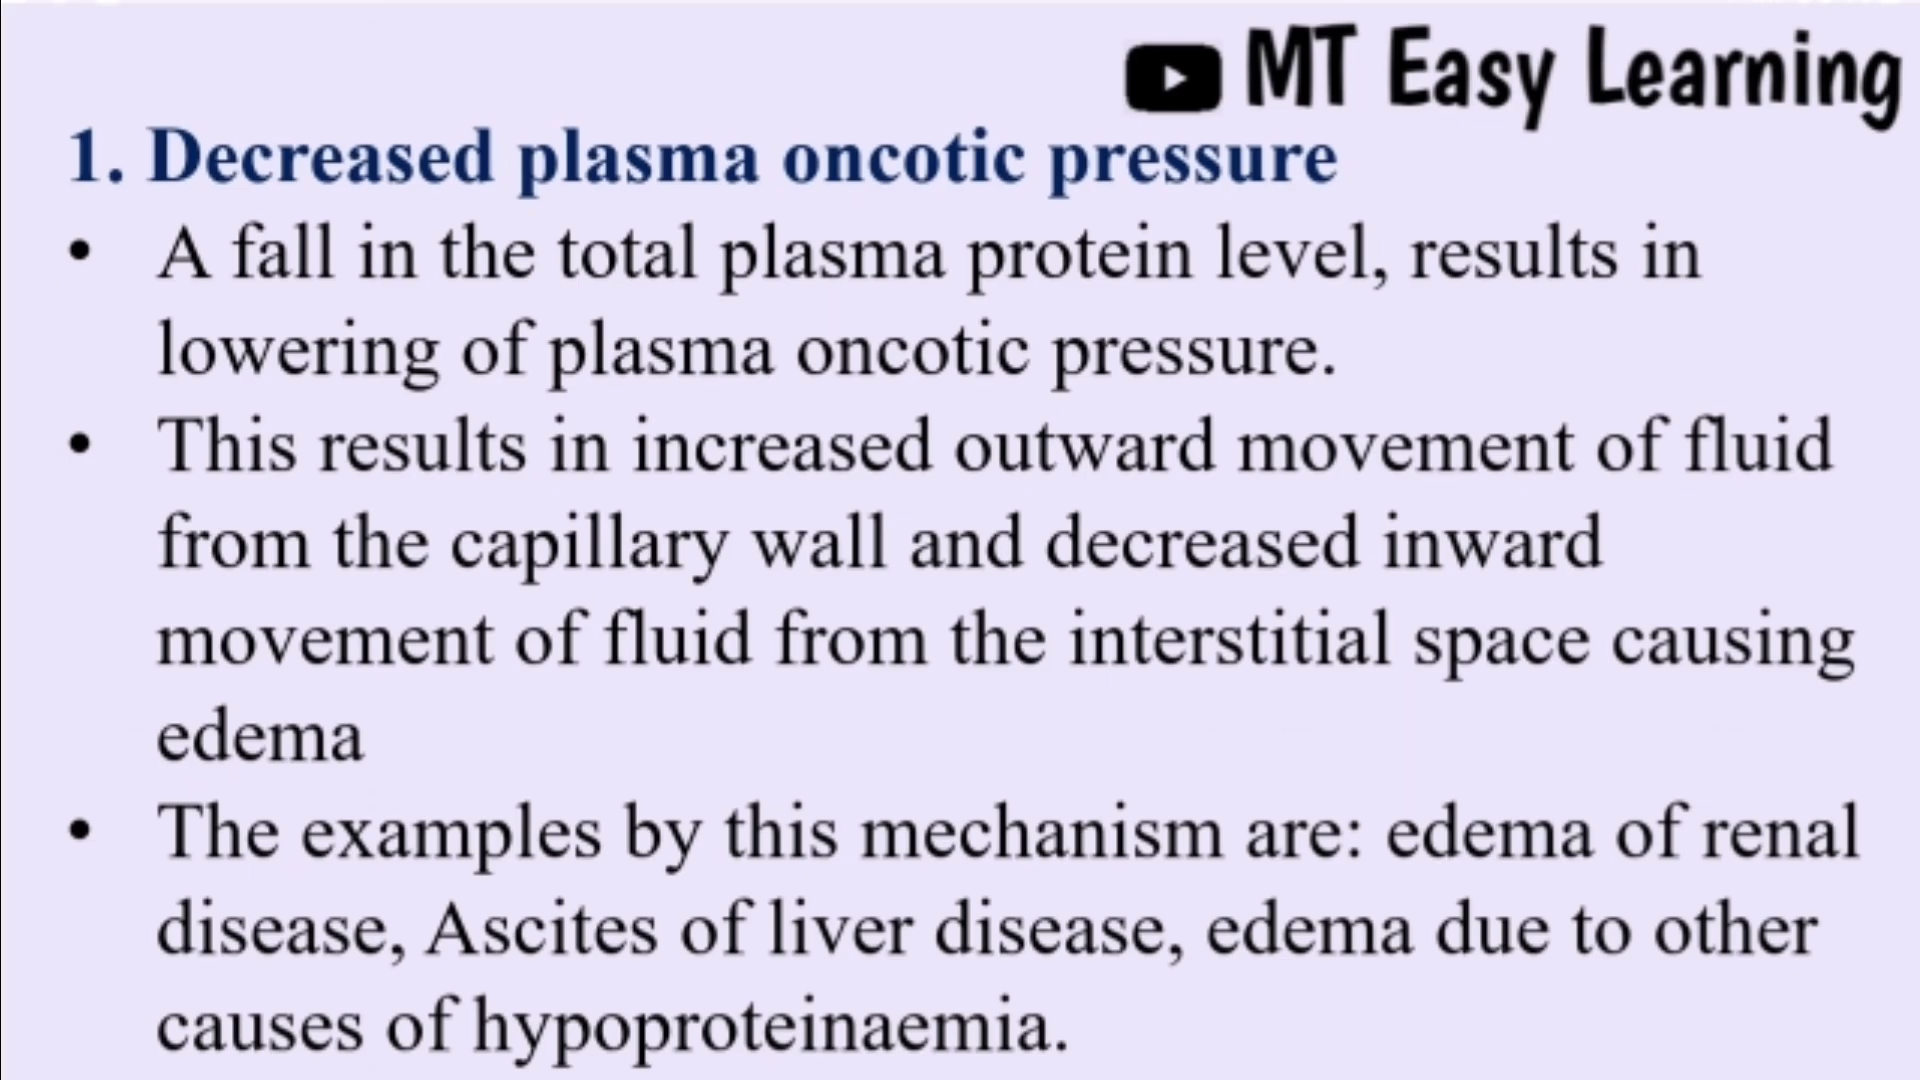 MT Easy Learning
1. Decreased plasma oncotic pressure
• A fall in the total plasma protein level, results in
lowering of plasma oncotic pressure.
• This results in increased outward movement of fluid
from the capillary wall and decreased inward
movement of fluid from the interstitial space causing
edema
• The examples by this mechanism are: edema of renal
disease, Ascites of liver disease, edema due to other
causes of hypoproteinaemia.